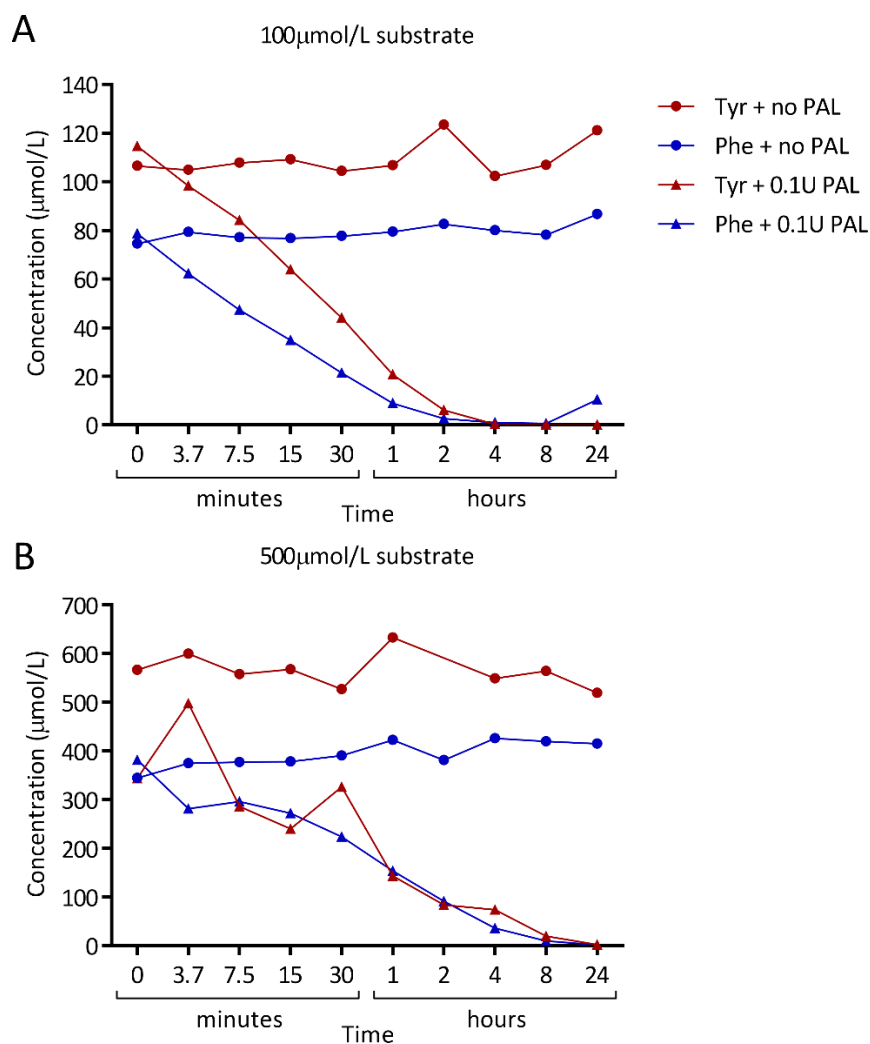 A
100μmol/L substrate
Concentration (μmol/L)
140
120
100
80
60
40
20
0
0 3.7 7.5 15 30 1 2 4 8 24
minutes hours
Time
Tyr + no PAL
Phe + no PAL
Tyr + 0.1U PAL
Phe + 0.1U PAL
B
500μmol/L substrate
Concentration (μmol/L)
700
600
500
400
300
200
100
0
0 3.7 7.5 15 30 1 2 4 8 24
minutes hours
Time